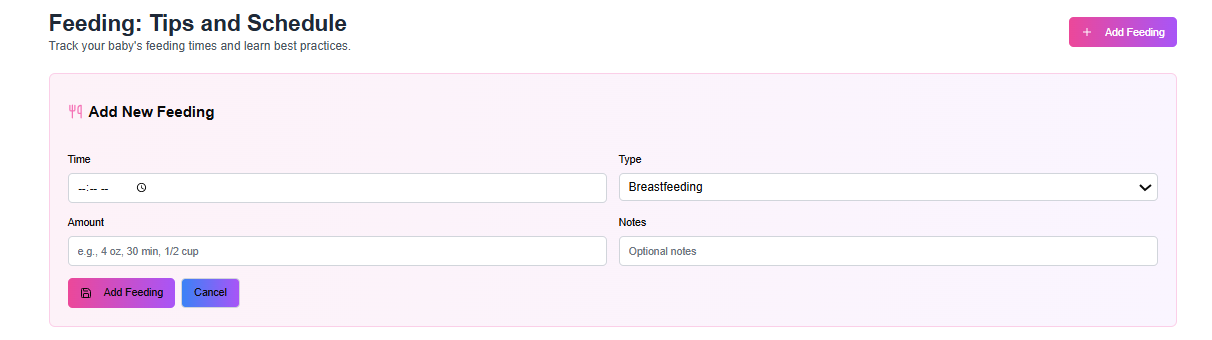 Feeding: Tips and Schedule
Track your baby's feeding times and learn best practices.
+ Add Feeding
Add New Feeding
Time
Type
--:-- --
Breastfeeding
Amount
Notes
e.g., 4 oz, 30 min, 1/2 cup
Optional notes
Add Feeding
Cancel